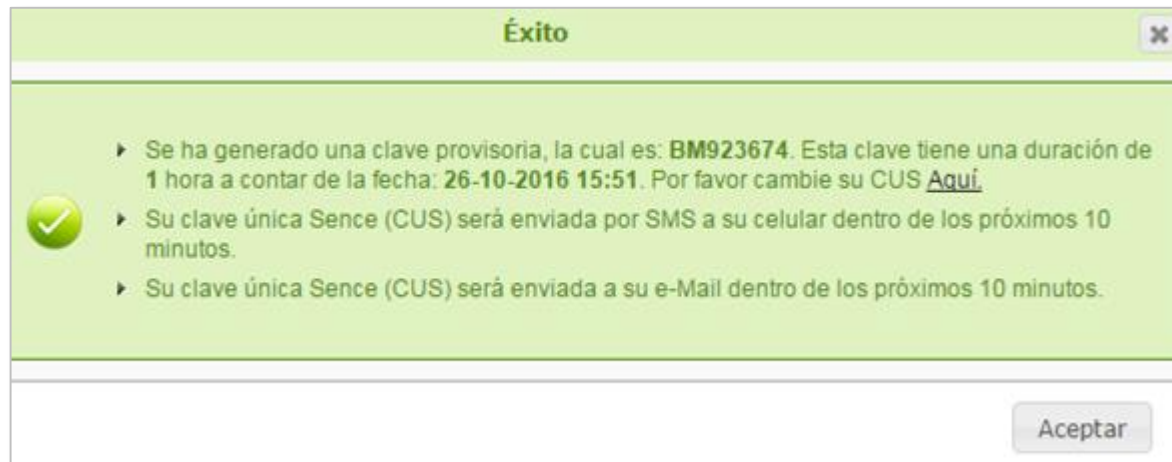 Éxito
Se ha generado una clave provisoria, la cual es: BM923674. Esta clave tiene una duración de
1 hora a contar de la fecha: 26-10-2016 15:51. Por favor cambie su CUS Aquí.
Su clave única Sence (CUS) será enviada por SMS a su celular dentro de los próximos 10
minutos.
Su clave única Sence (CUS) será enviada a su e-Mail dentro de los próximos 10 minutos.
Aceptar